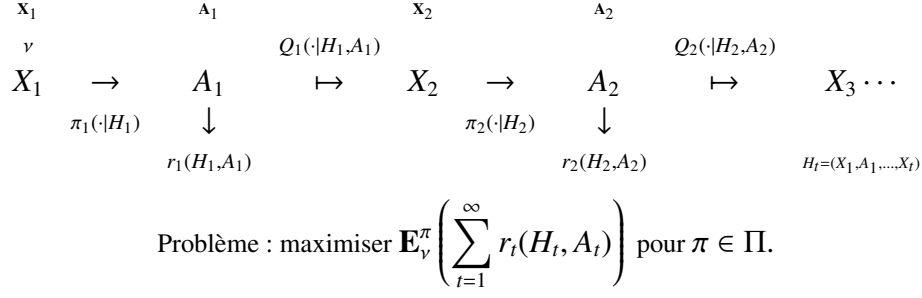 𝐗₁ 𝐀₁ 𝐗₂ 𝐀₂
ν Q₁(·|H₁,A₁) Q₂(·|H₂,A₂)
X₁ → A₁ ↦ X₂ → A₂ ↦ X₃ ⋯
π₁(·|H₁) ↓ π₂(·|H₂) ↓
r₁(H₁,A₁) r₂(H₂,A₂) Hₜ=(X₁,A₁,...,Xₜ)
Problème : maximiser 𝐄^π_ν ( ∑_{t=1}^{∞} rₜ(Hₜ, Aₜ) ) pour π ∈ Π.